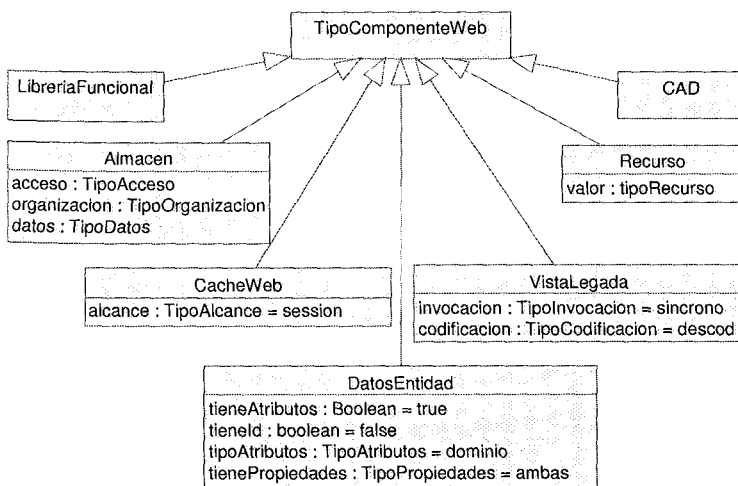 TipoComponenteWeb
LibreriaFuncional
CAD
Almacen
acceso : TipoAcceso
organizacion : TipoOrganizacion
datos : TipoDatos
Recurso
valor : tipoRecurso
CacheWeb
alcance : TipoAlcance = session
VistaLegada
invocacion : TipoInvocacion = sincrono
codificacion : TipoCodificacion = descod
DatosEntidad
tieneAtributos : Boolean = true
tieneId : boolean = false
tipoAtributos : TipoAtributos = dominio
tienePropiedades : TipoPropiedades = ambas